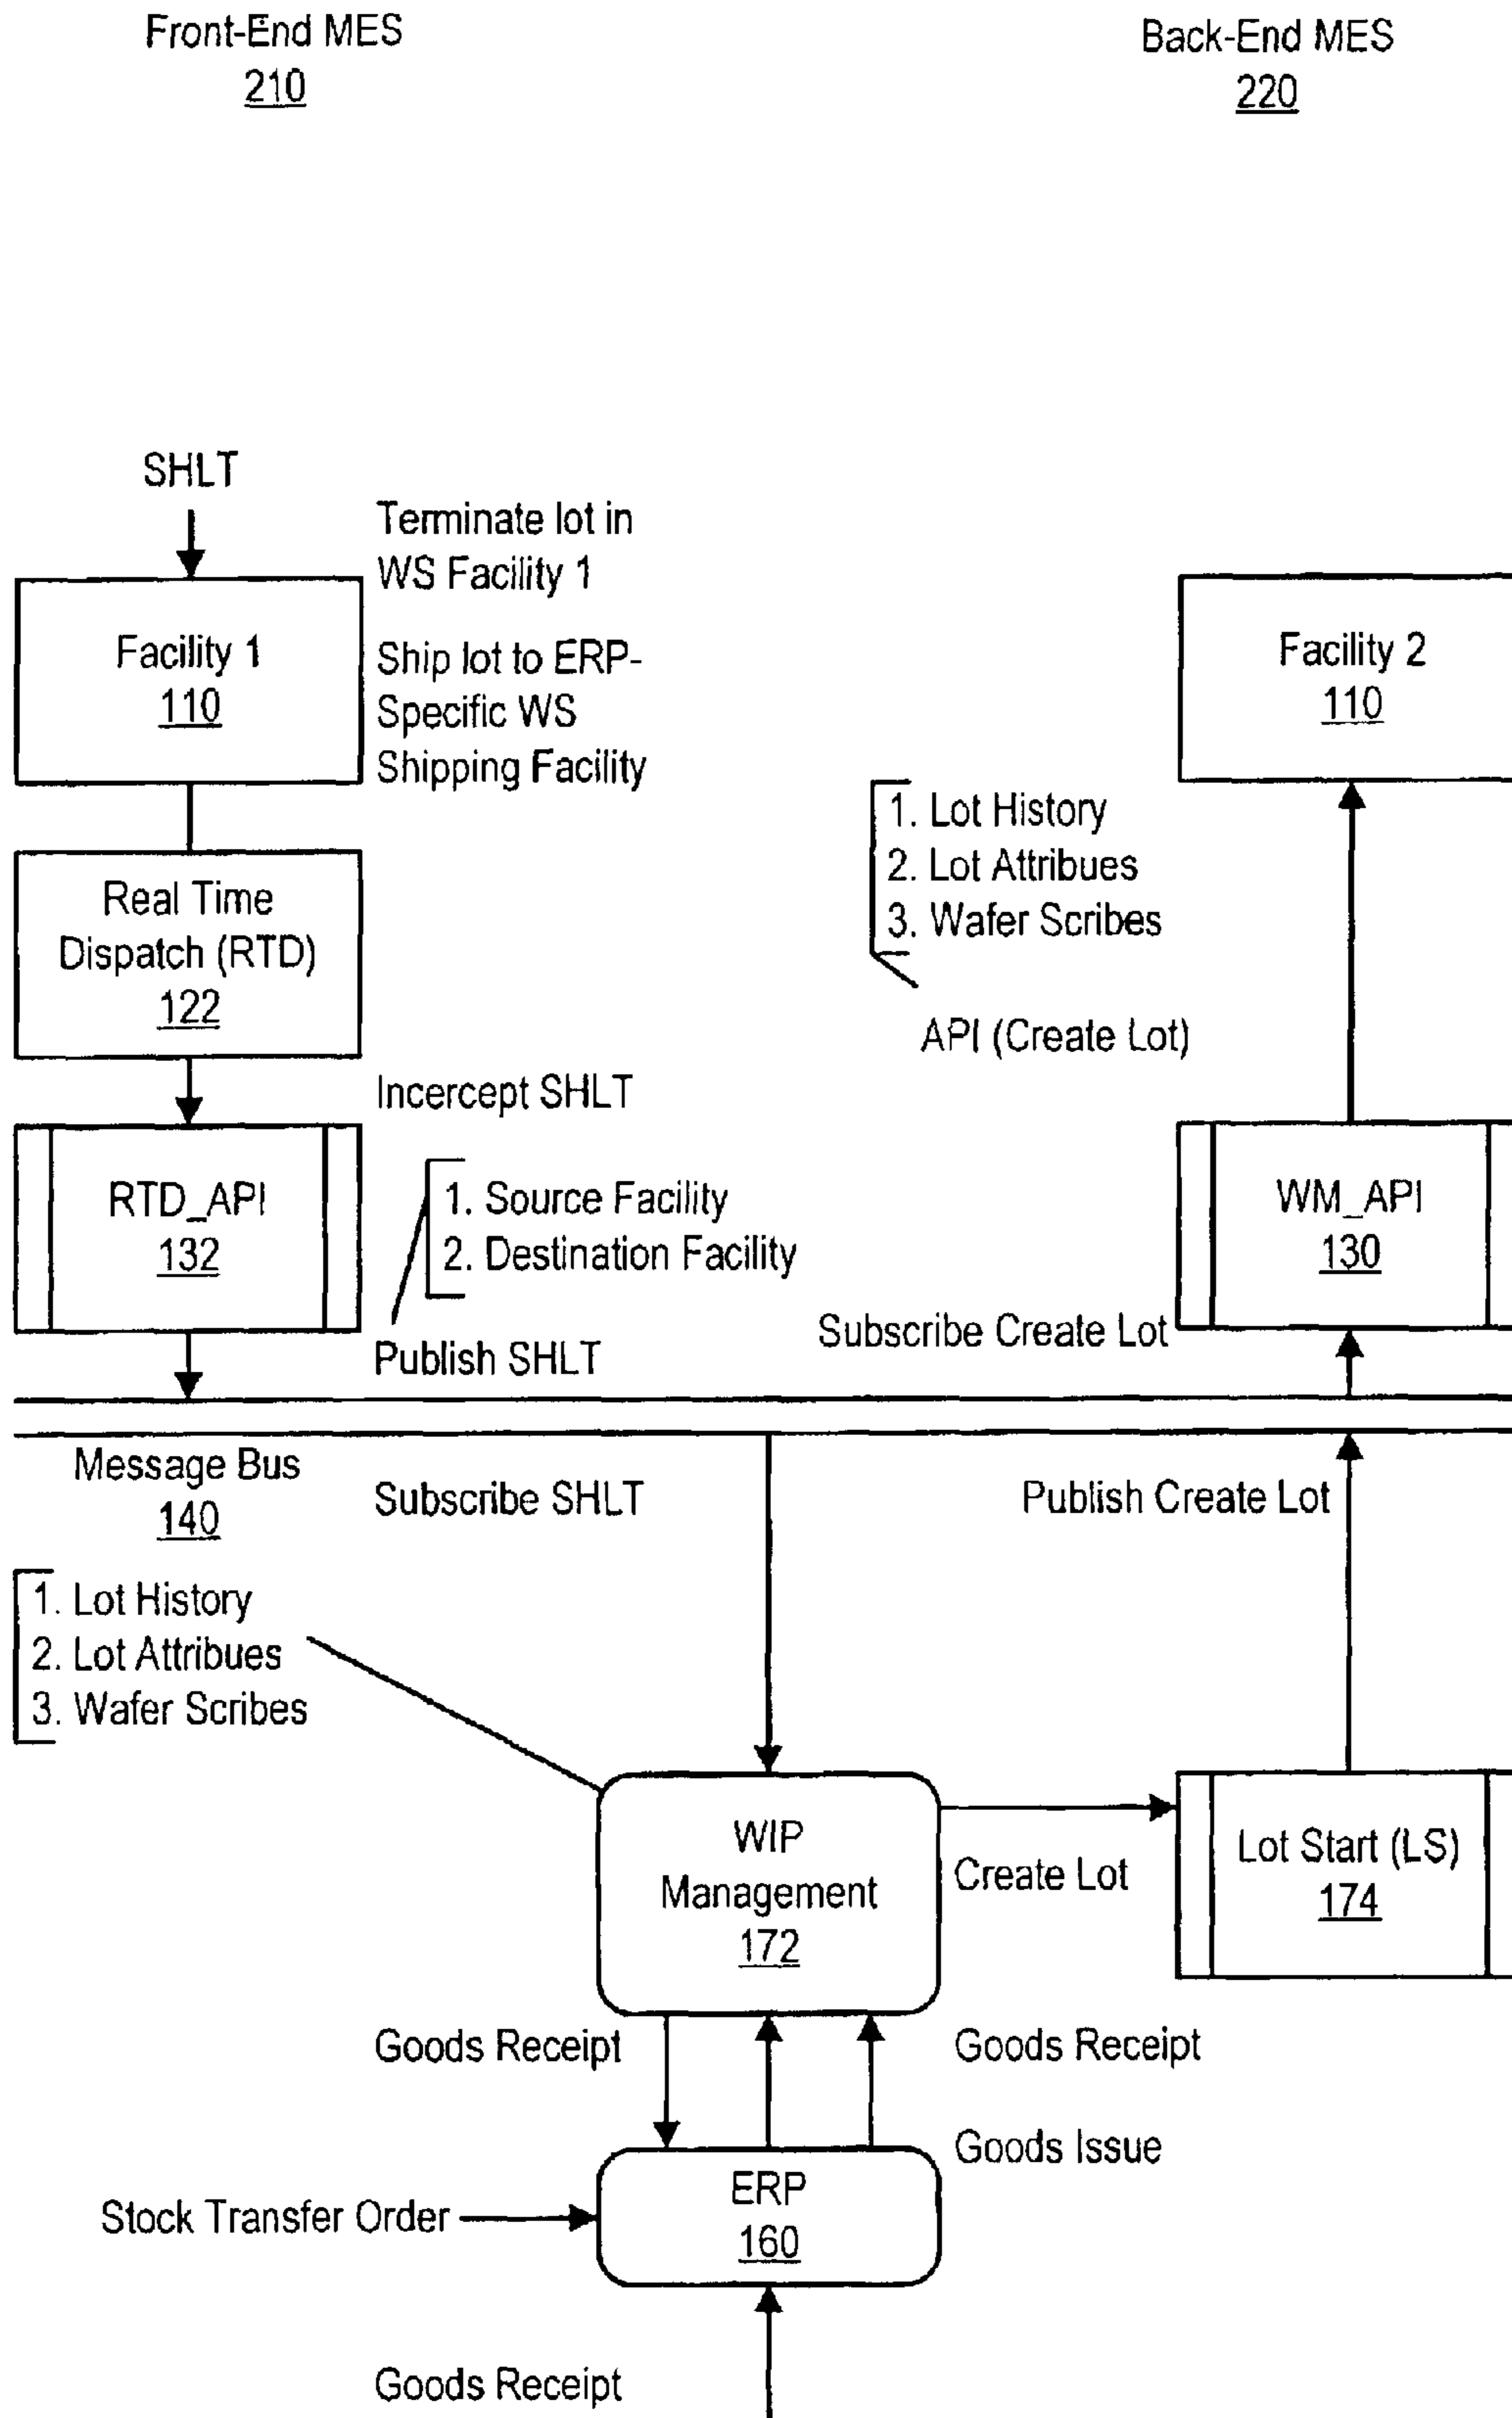 Front-End MES
210
Back-End MES
220
SHLT
Terminate lot in
WS Facility 1
Facility 1
110
Ship lot to ERP-
Specific WS
Shipping Facility
Facility 2
110
1. Lot History
2. Lot Attribues
3. Wafer Scribes
Real Time
Dispatch (RTD)
122
API (Create Lot)
Incercept SHLT
RTD_API
132
1. Source Facility
2. Destination Facility
WM_API
130
Publish SHLT
Subscribe Create Lot
Message Bus
140
Subscribe SHLT
Publish Create Lot
1. Lot History
2. Lot Attribues
3. Wafer Scribes
WIP
Management
172
Create Lot
Lot Start (LS)
174
Goods Receipt
Goods Receipt
Goods Issue
Stock Transfer Order
ERP
160
Goods Receipt